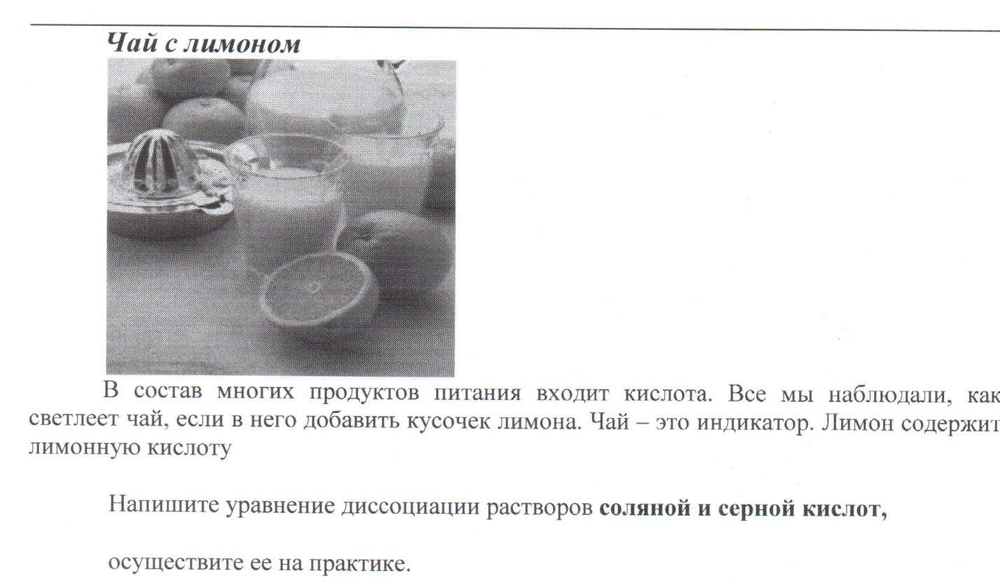 Чай с лимоном
В состав многих продуктов питания входит кислота. Все мы наблюдали, как
светлеет чай, если в него добавить кусочек лимона. Чай – это индикатор. Лимон содержит
лимонную кислоту
Напишите уравнение диссоциации растворов соляной и серной кислот,
осуществите ее на практике.